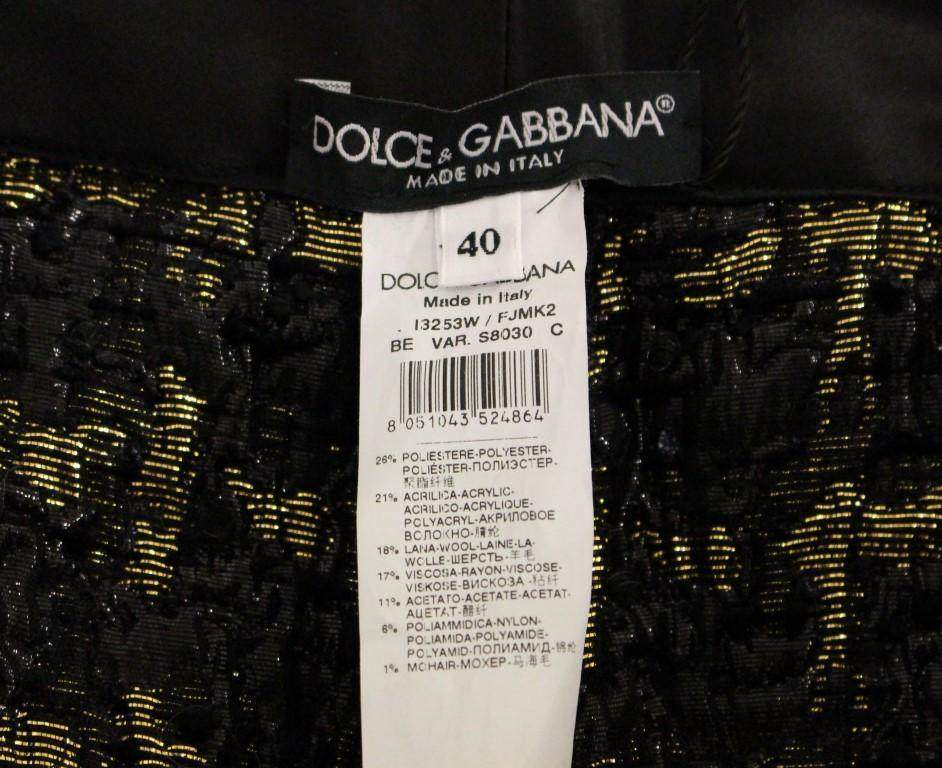 DOLCE & GABBANA®
MADE IN ITALY
40
DOLC BANA
Made in Italy
I3253W / FJMK2
BE VAR. S8030 C
8 051043 524864
26% POLIESTERE-POLYESTER-
POLIÉSTER-ПОЛИЭСТЕР-
聚酯纤维
21% ACRILICA-ACRYLIC-
ACRILICO-ACRYLIQUE-
POLYACRYL-АКРИЛОВОЕ
ВОЛОКНО-腈纶
18% LANA-WOOL-LAINE-LA-
WOLLE-ШЕРСТЬ-羊毛
17% VISCOSA-RAYON-VISCOSE-
VISKOSE-ВИСКОЗА-粘纤
11% ACETATO-ACETATE-ACETAT-
АЦЕТАТ-醋纤
6% POLIAMMIDICA-NYLON-
POLIAMIDA-POLYAMIDE-
POLYAMID-ПОЛИАМИД-锦纶
1% MOHAIR-МОХЕР-马海毛